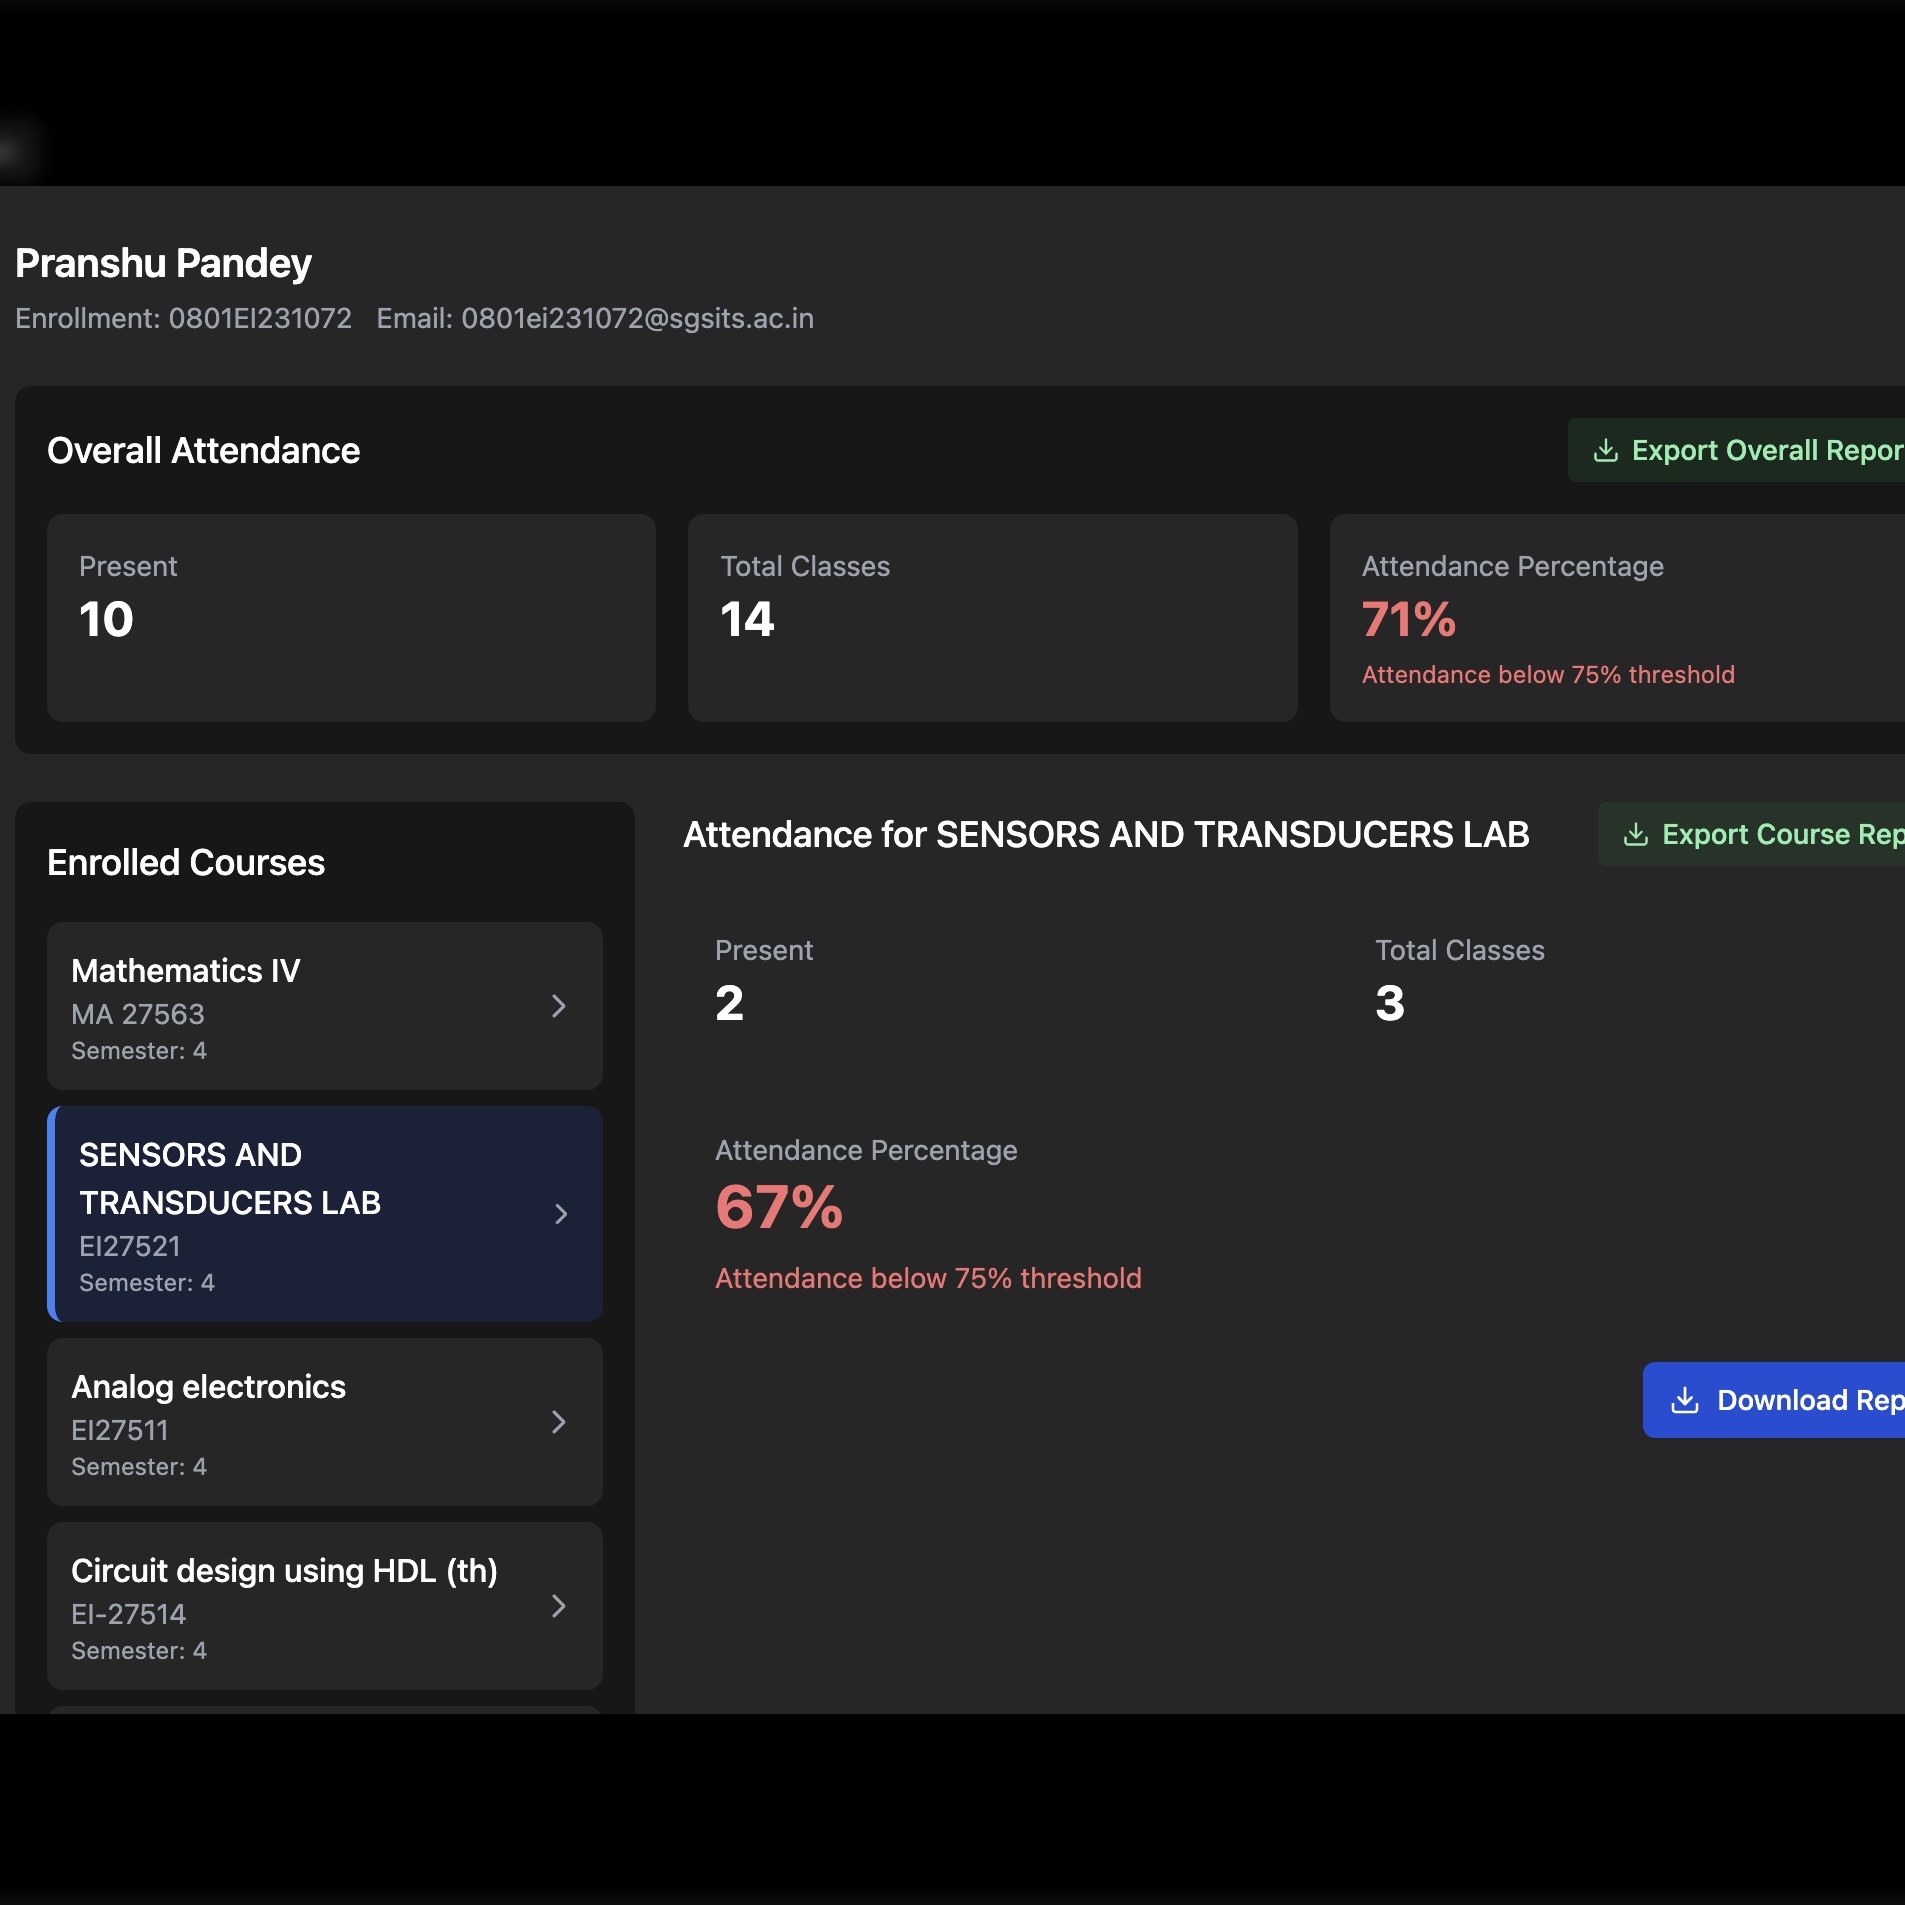 Pranshu Pandey
Enrollment: 0801EI231072 Email: 0801ei231072@sgsits.ac.in
Overall Attendance
Export Overall Repor
Present
10
Total Classes
14
Attendance Percentage
71%
Attendance below 75% threshold
Enrolled Courses
Mathematics IV
MA 27563
Semester: 4
SENSORS AND
TRANSDUCERS LAB
EI27521
Semester: 4
Analog electronics
EI27511
Semester: 4
Circuit design using HDL (th)
EI-27514
Semester: 4
Attendance for SENSORS AND TRANSDUCERS LAB
Export Course Rep
Present
2
Total Classes
3
Attendance Percentage
67%
Attendance below 75% threshold
Download Rep